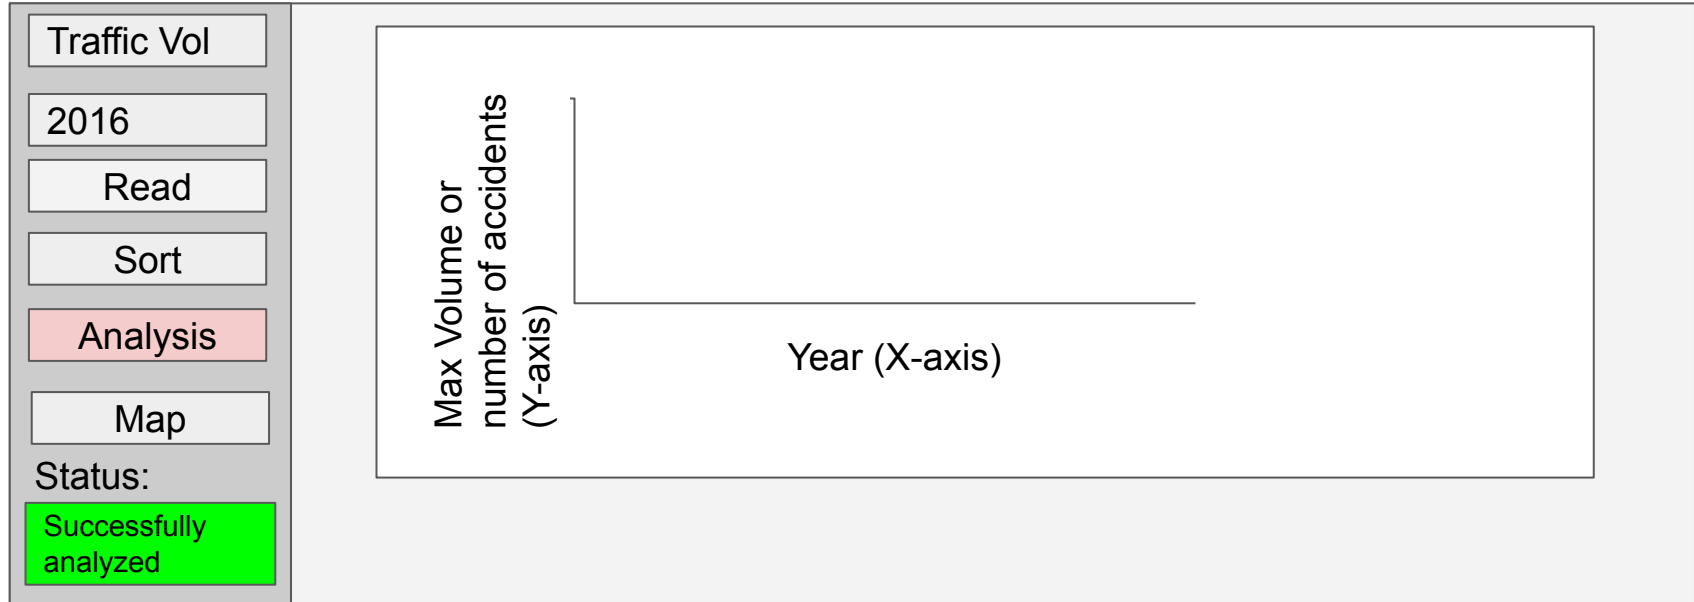 Traffic Vol
2016
Read
Sort
Analysis
Map
Status:
Successfully
analyzed
Max Volume or
number of accidents
(Y-axis)
Year (X-axis)